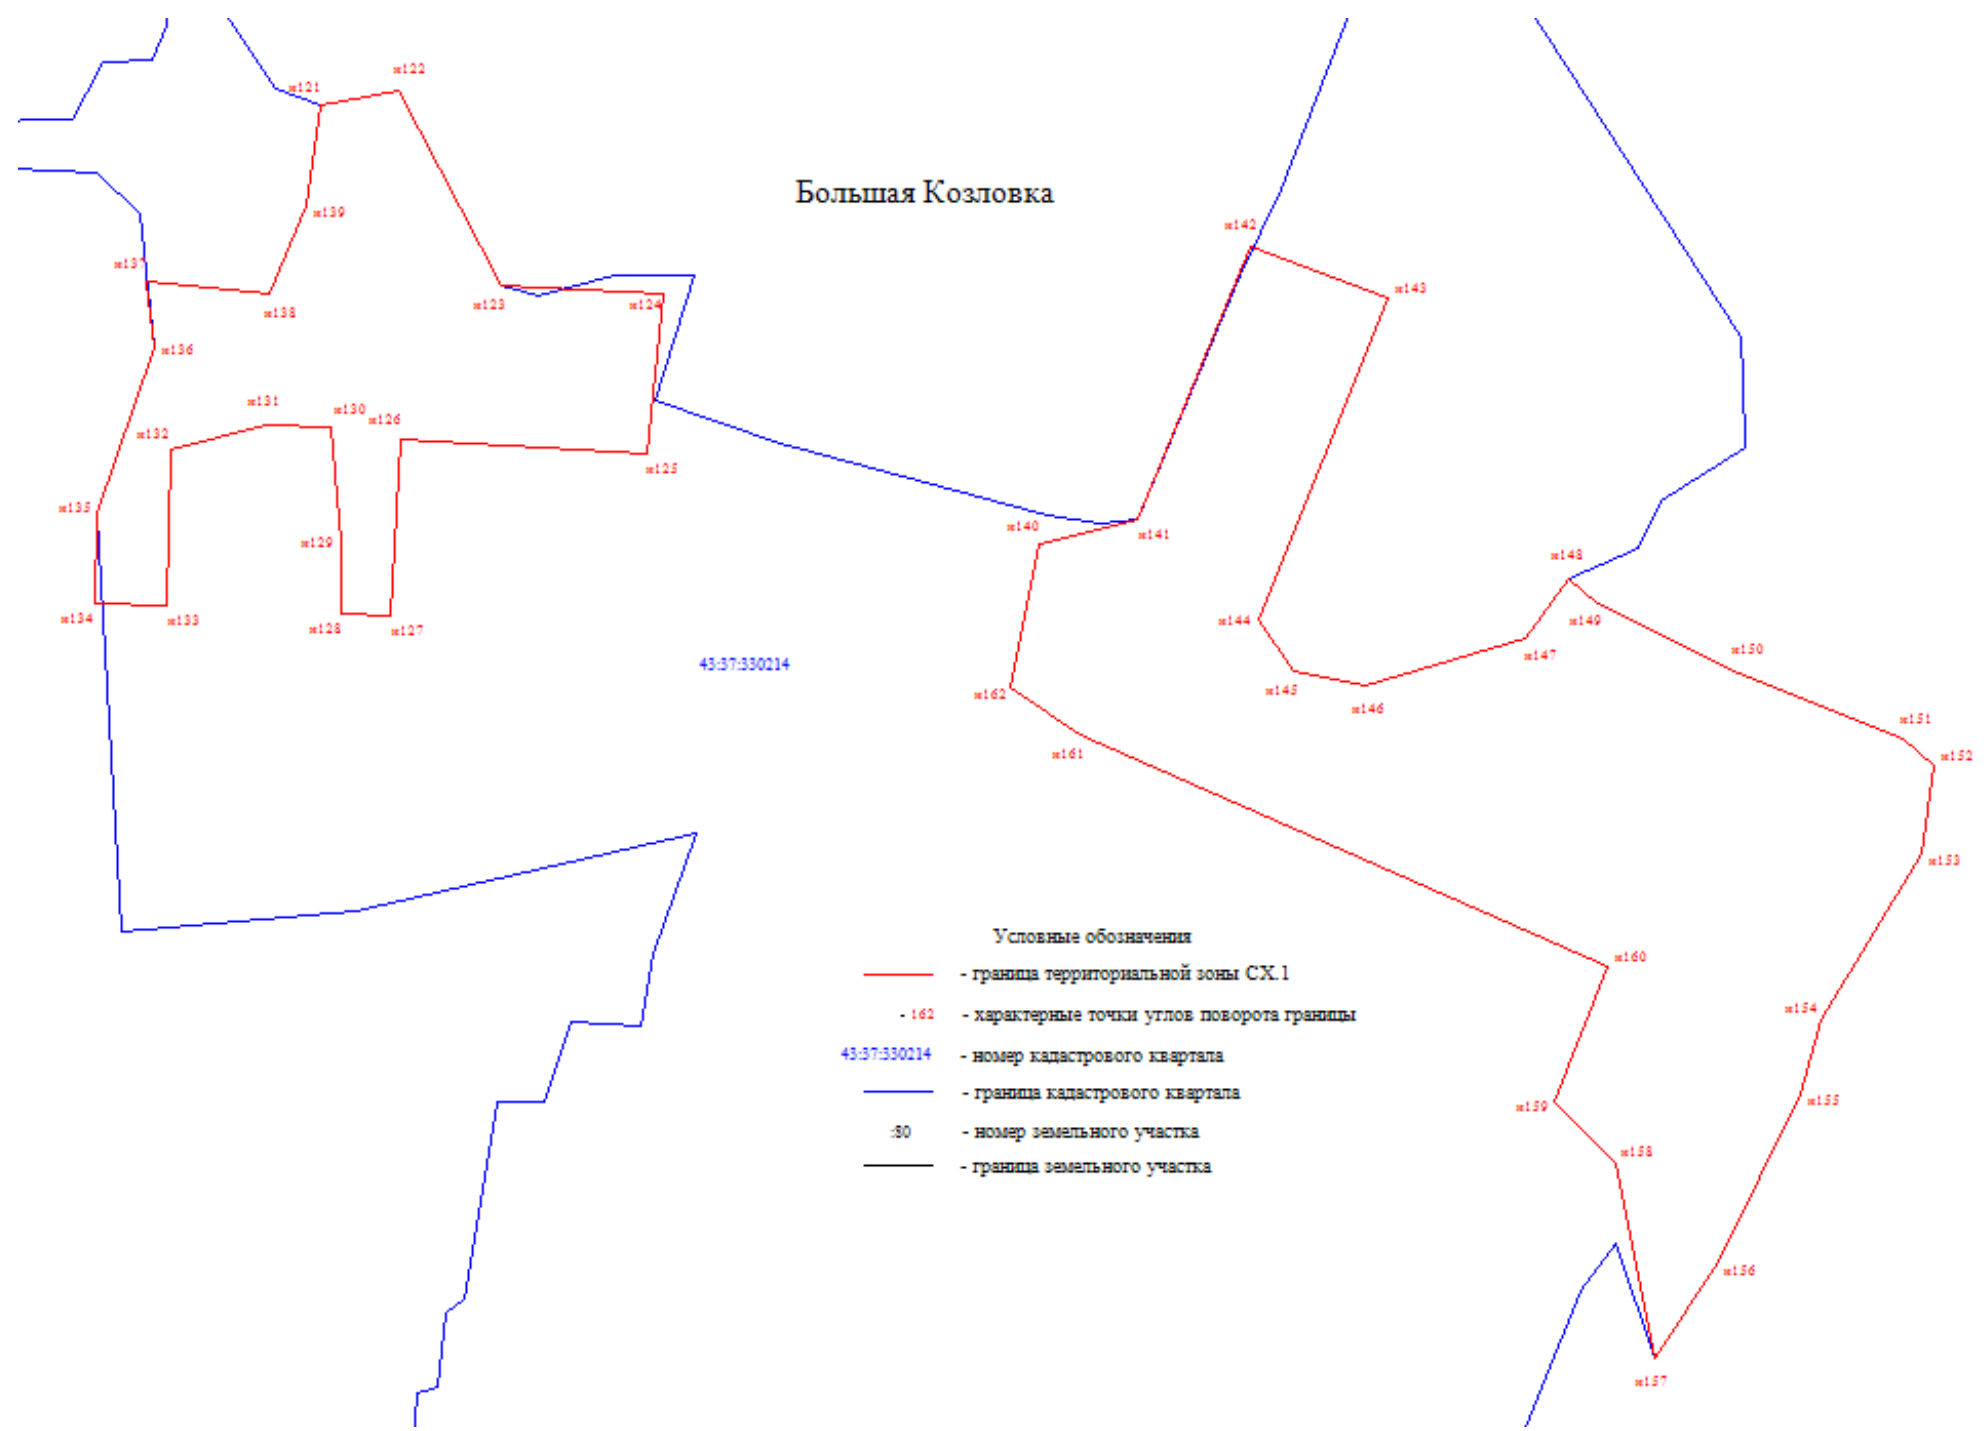 н122
н121
Большая Козловка
н139
н142
н137
н143
н138
н123
н124
н136
н131
н130
н126
н132
н125
н135
н140
н141
н129
н148
н134
н133
н128
н127
н144
н149
н147
н150
43:37:330214
н162
н145
н146
н151
н161
н152
н153
Условные обозначения
н160
- граница территориальной зоны СХ.1
- 162 - характерные точки углов поворота границы
н154
43:37:330214 - номер кадастрового квартала
- граница кадастрового квартала
н159
н155
:80 - номер земельного участка
н158
- граница земельного участка
н156
н157